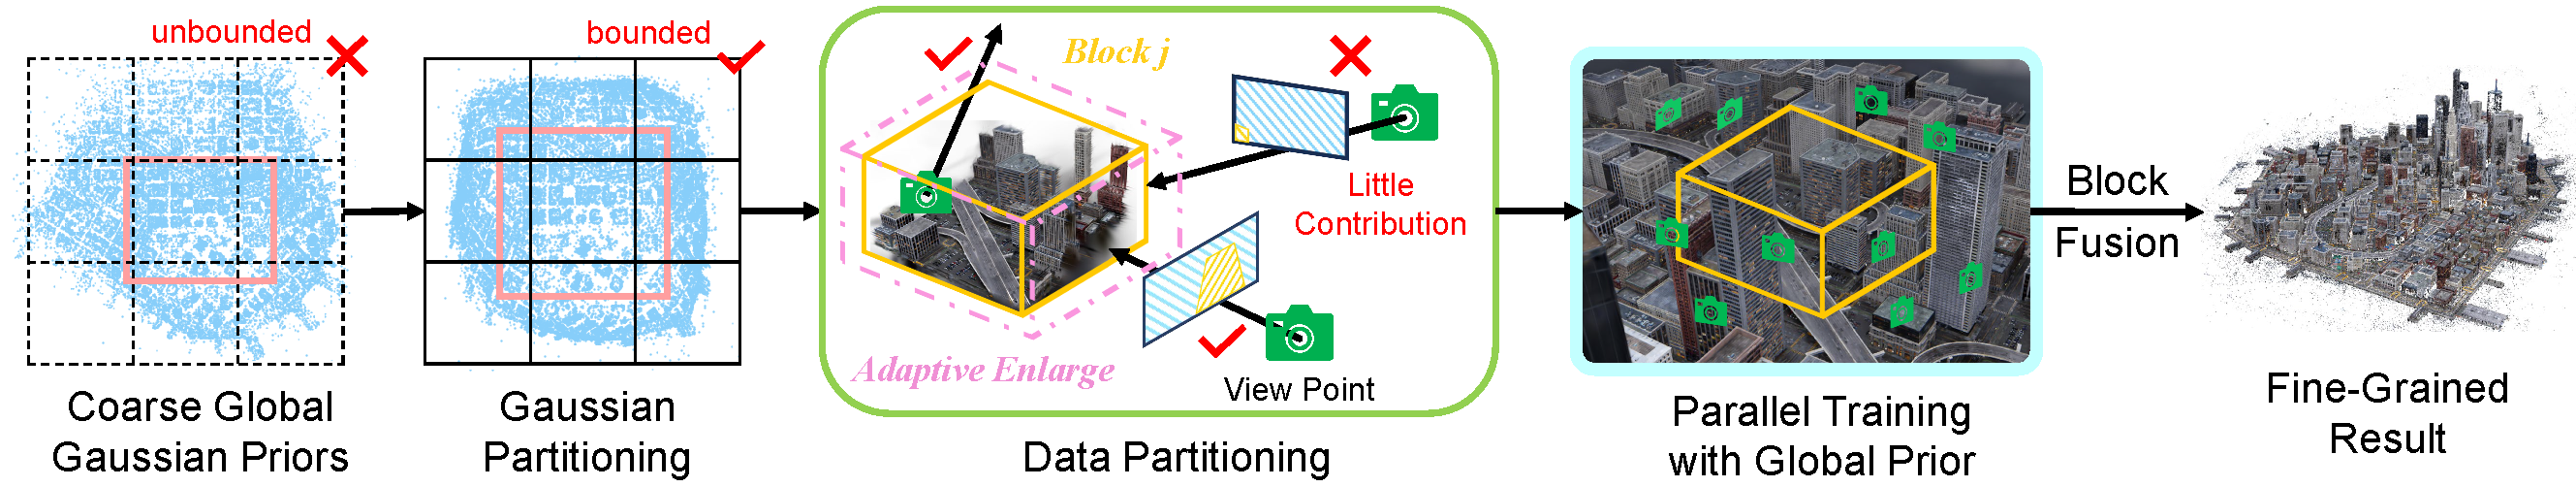 unbounded
bounded
Block j
Little
Contribution
Adaptive Enlarge
View Point
Block
Fusion
Coarse Global
Gaussian Priors
Gaussian
Partitioning
Data Partitioning
Parallel Training
with Global Prior
Fine-Grained
Result